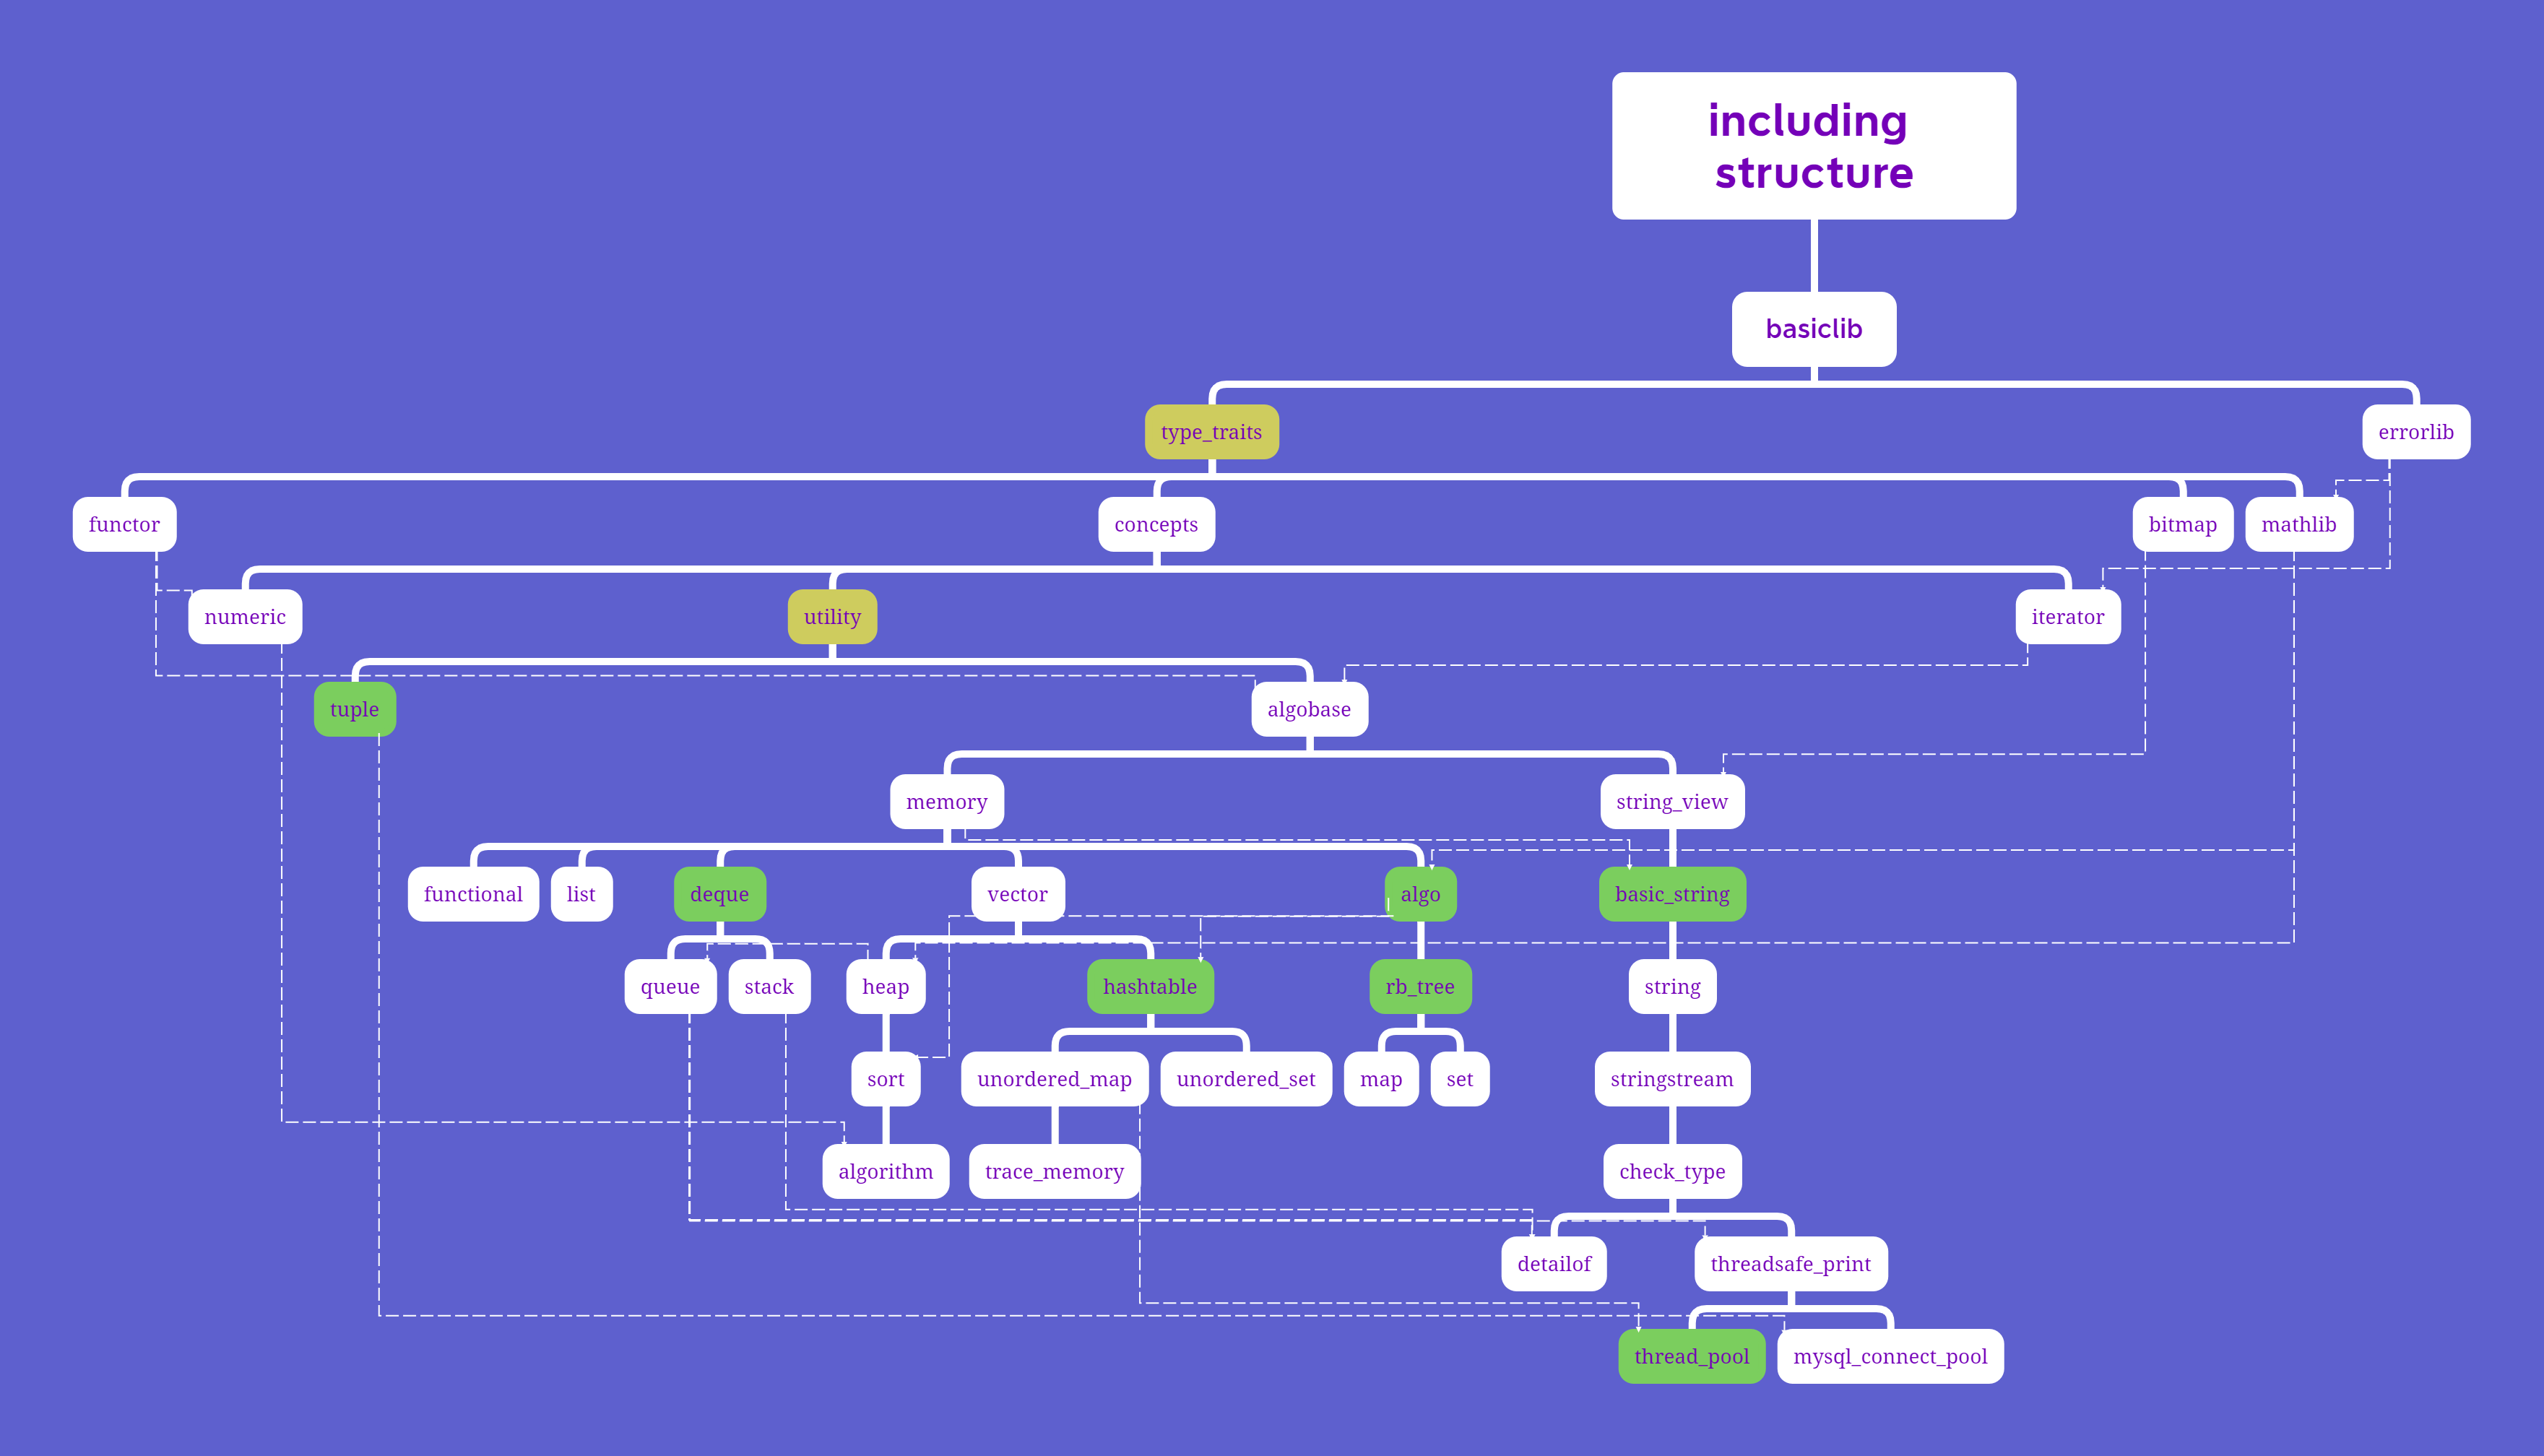 including
structure
basiclib
type_traits
errorlib
functor
concepts
bitmap
mathlib
numeric
utility
iterator
tuple
algobase
memory
string_view
functional
list
deque
vector
algo
basic_string
queue
stack
heap
hashtable
rb_tree
string
sort
unordered_map
unordered_set
map
set
stringstream
algorithm
trace_memory
check_type
detailof
threadsafe_print
thread_pool
mysql_connect_pool